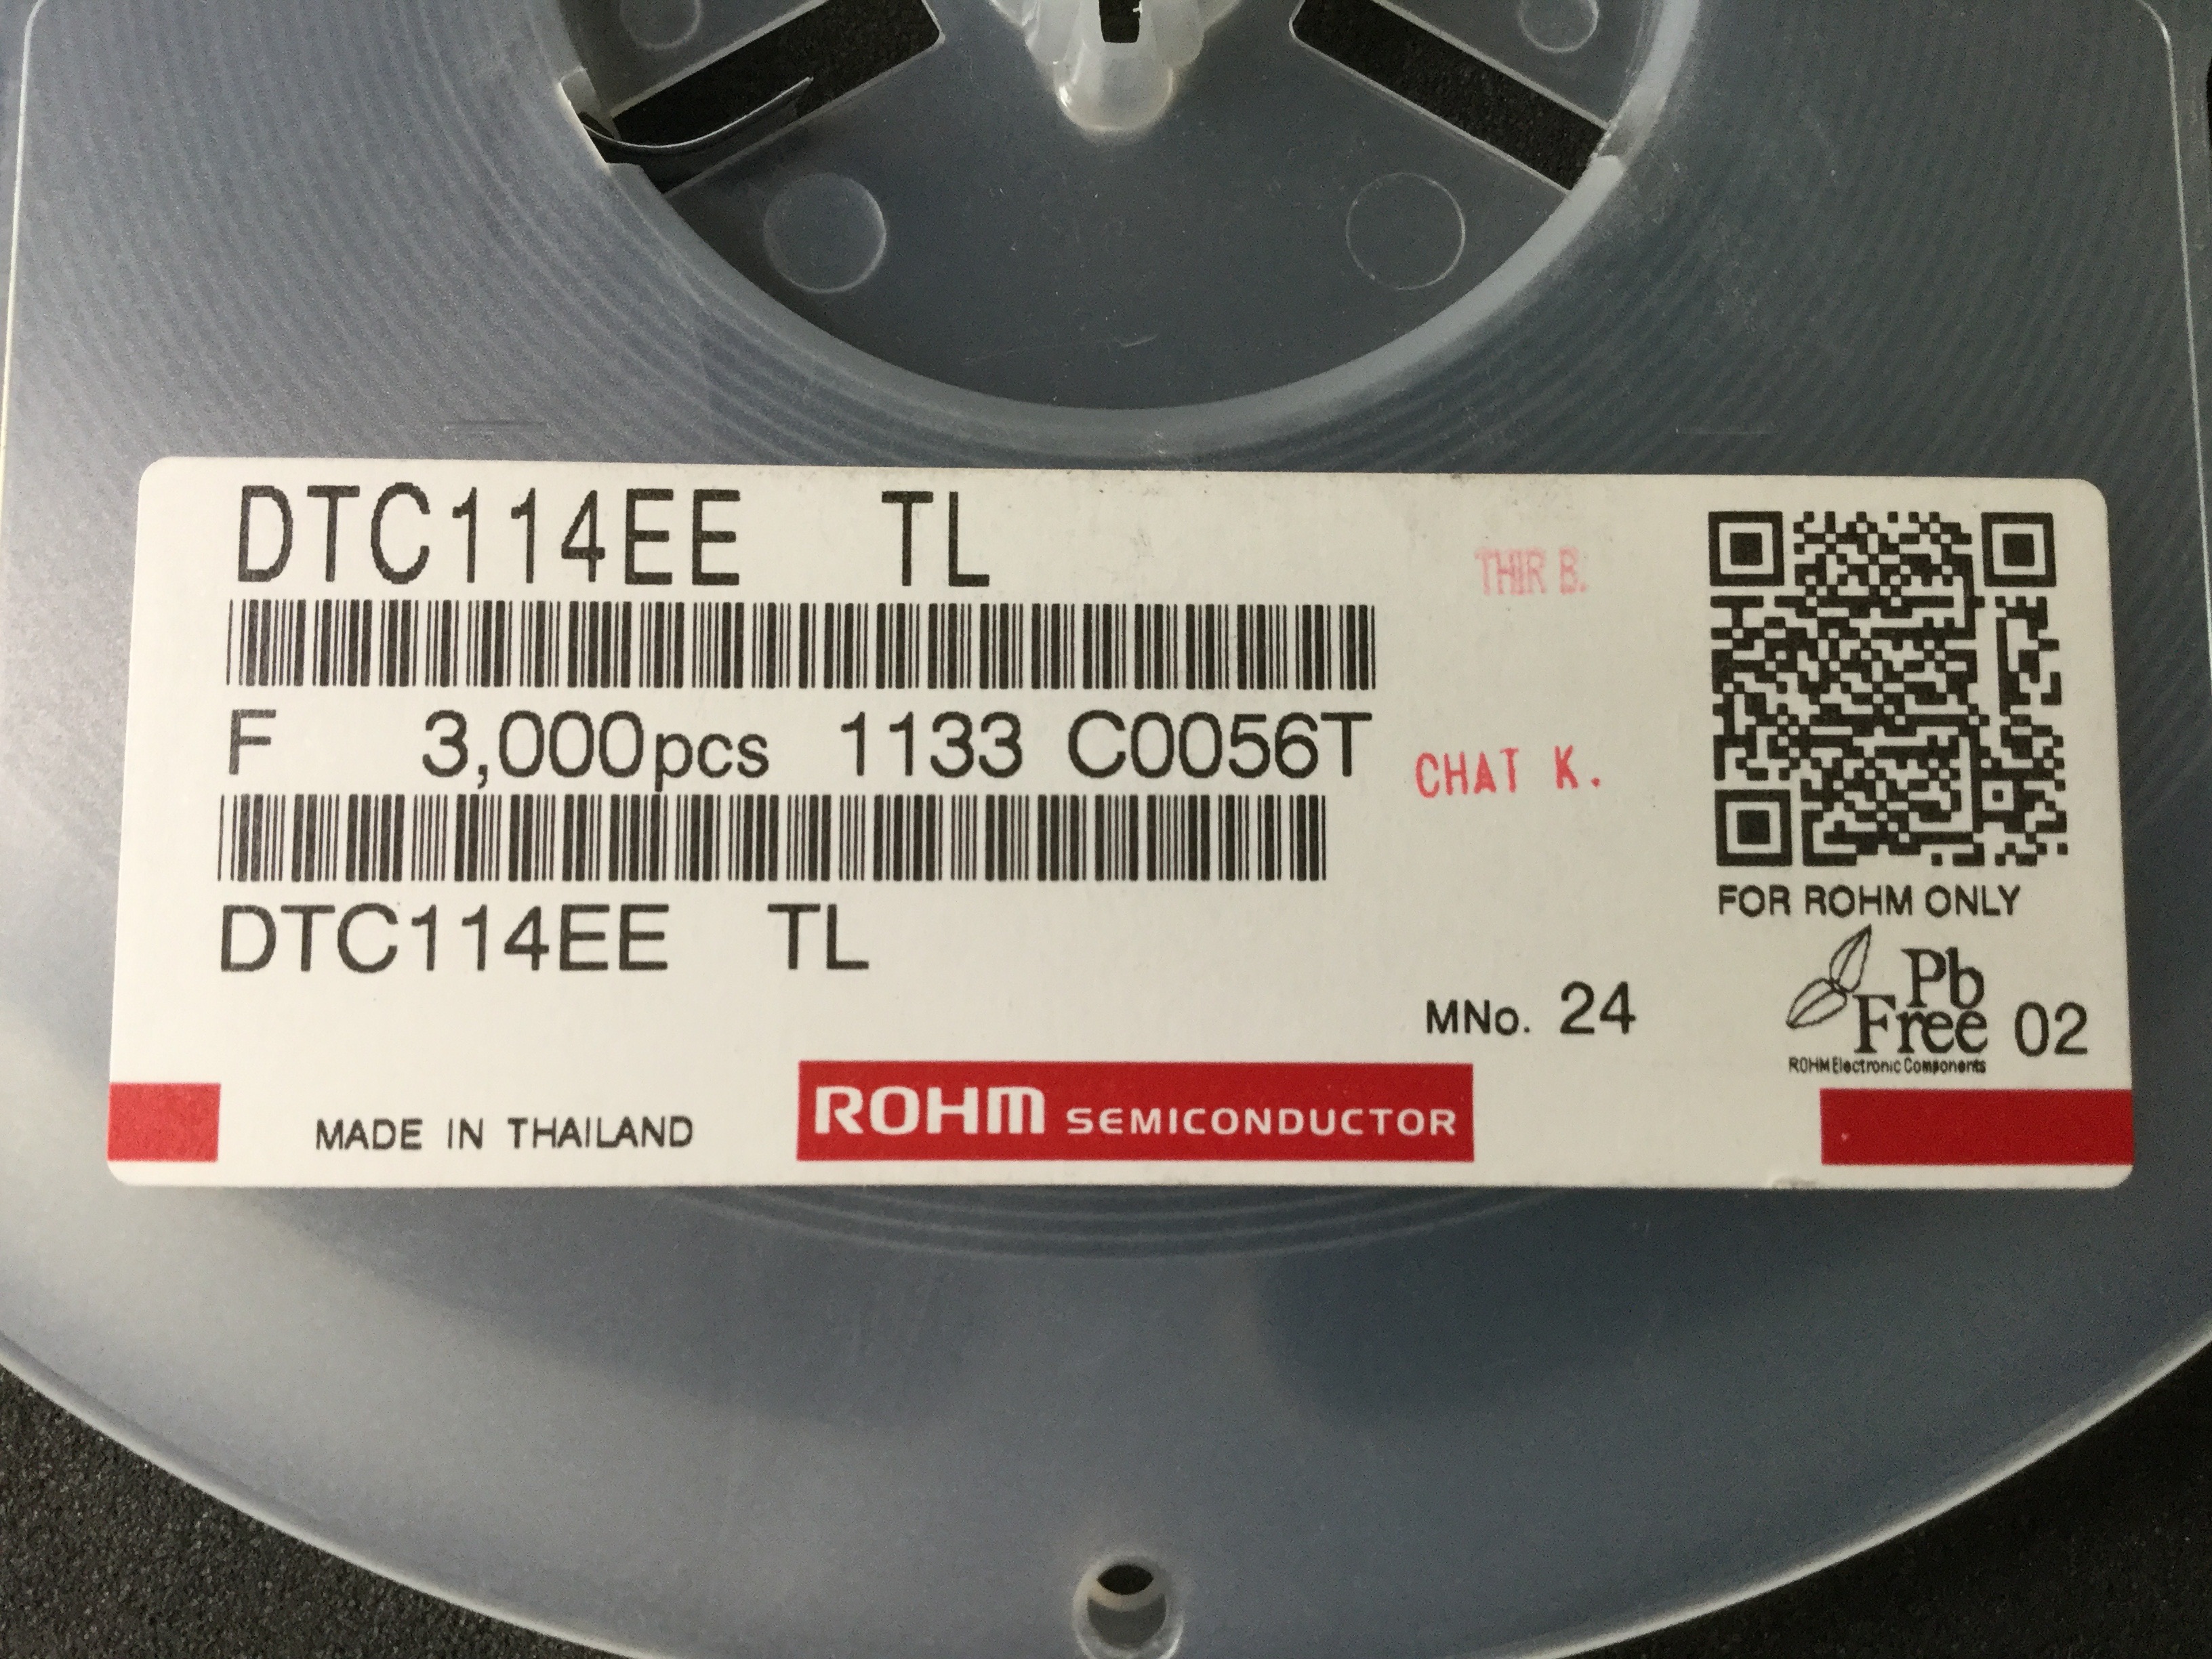 DTC114EE TL
THIR B.
F 3,000pcs 1133 C0056T
CHAT K.
DTC114EE TL
FOR ROHM ONLY
MNo. 24
Pb
Free 02
ROHM Electronic Components
MADE IN THAILAND
ROHM SEMICONDUCTOR